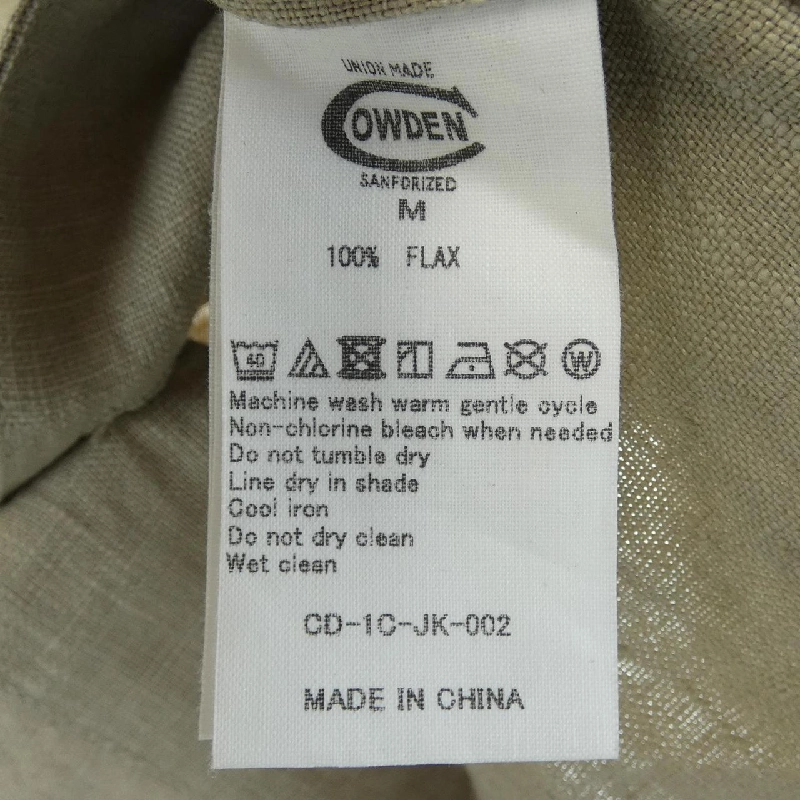 UNION MADE
COWDEN
SANFORIZED
M
100% FLAX
40 W
Machine wash warm gentle cycle
Non-chlorine bleach when needed
Do not tumble dry
Line dry in shade
Cool iron
Do not dry clean
Wet clean
CD-1C-JK-002
MADE IN CHINA